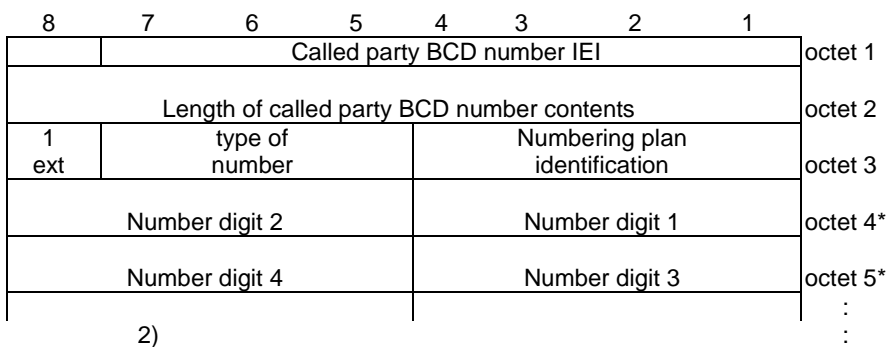 8 7 6 5 4 3 2 1
Called party BCD number IEI octet 1
Length of called party BCD number contents octet 2
1 type of Numbering plan
ext number identification octet 3
Number digit 2 Number digit 1 octet 4*
Number digit 4 Number digit 3 octet 5*
:
2) :